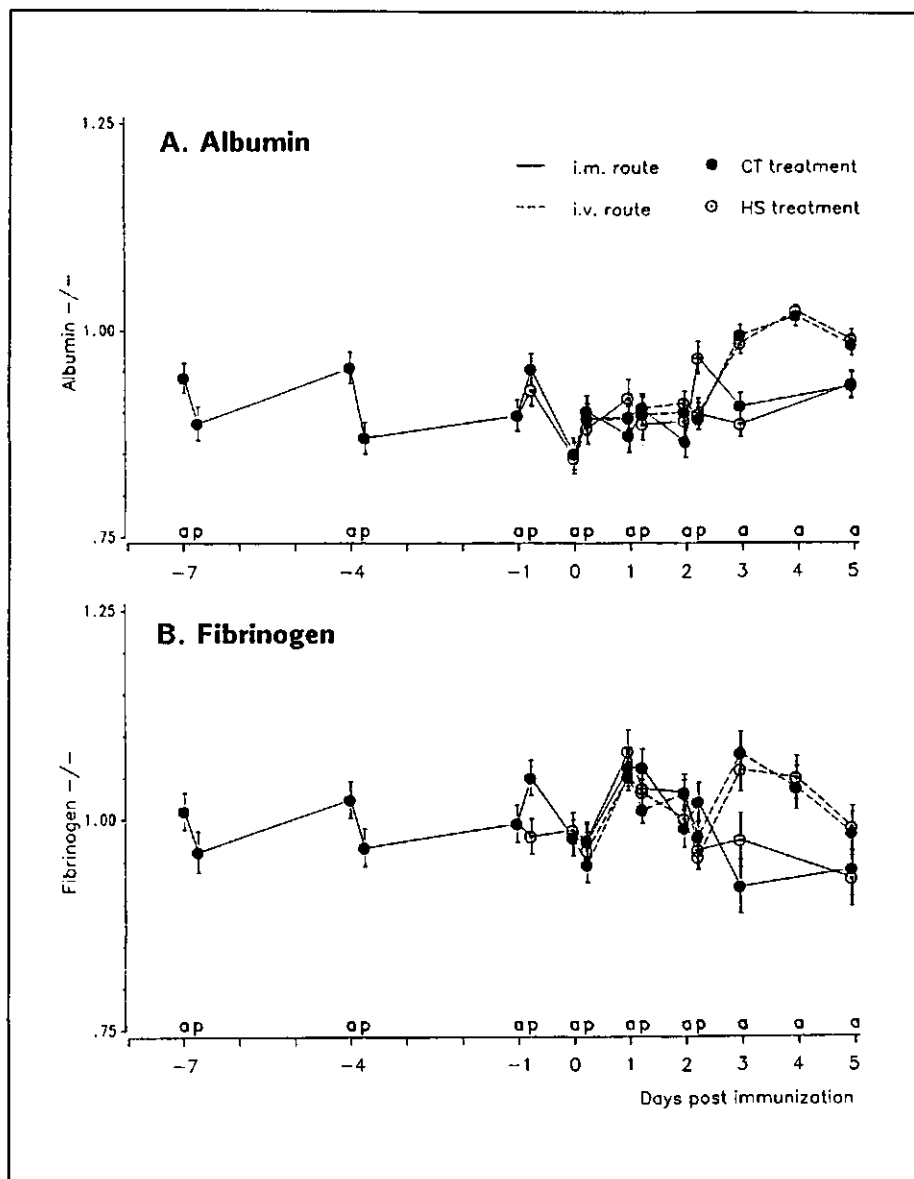 1.25
A. Albumin
i.m. route
CT treatment
i.v. route
HS treatment
Albumin -/-
1.00
.75
a p a p a p a p a p a p a a a
-7 -4 -1 0 1 2 3 4 5
1.25
B. Fibrinogen
Fibrinogen -/-
1.00
.75
a p a p a p a p a p a p a a a
-7 -4 -1 0 1 2 3 4 5
Days post immunization